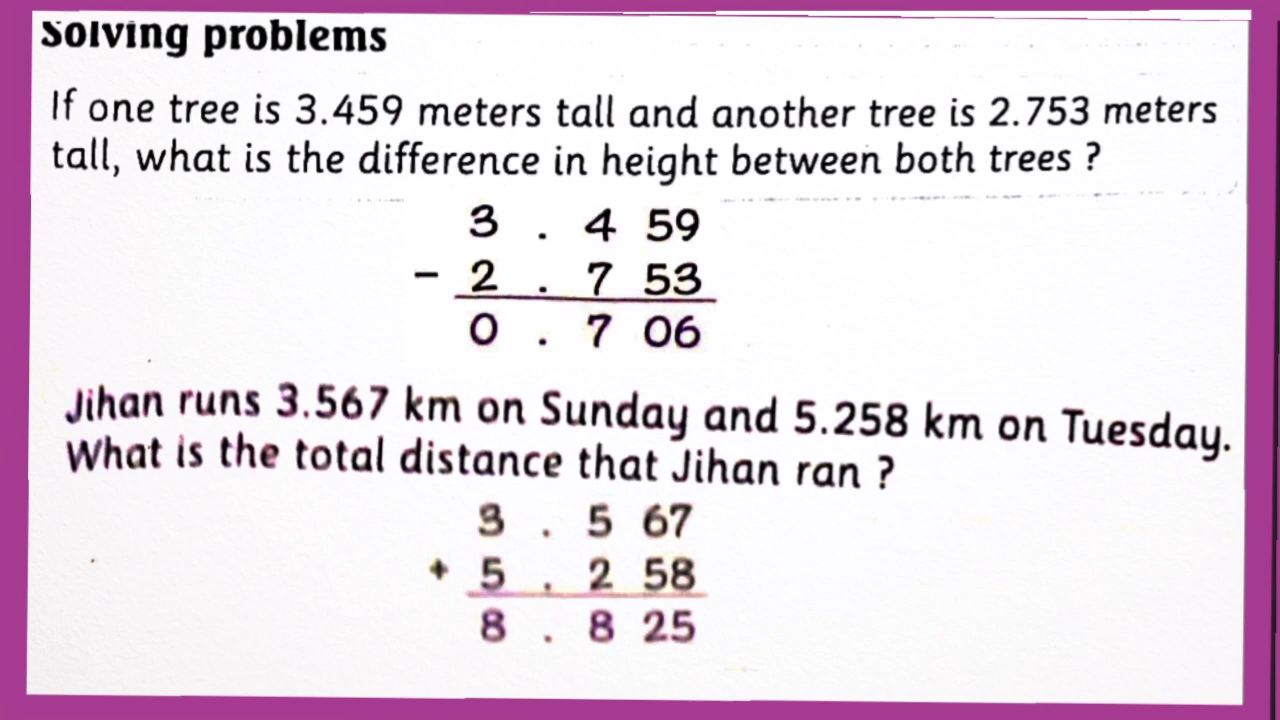 Solving problems
If one tree is 3.459 meters tall and another tree is 2.753 meters
tall, what is the difference in height between both trees ?
3 . 4 59
- 2 . 7 53
0 . 7 06
Jihan runs 3.567 km on Sunday and 5.258 km on Tuesday.
What is the total distance that Jihan ran ?
3 . 5 67
+ 5 . 2 58
8 . 8 25